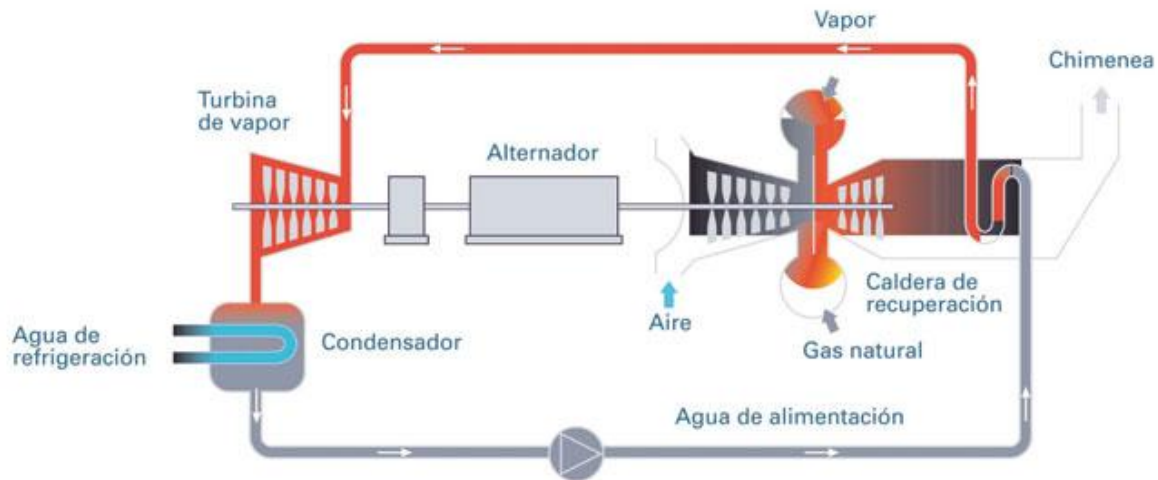 Vapor
Chimenea
Turbina
de vapor
Alternador
Caldera de
recuperación
Aire
Agua de
refrigeración
Condensador
Gas natural
Agua de alimentación